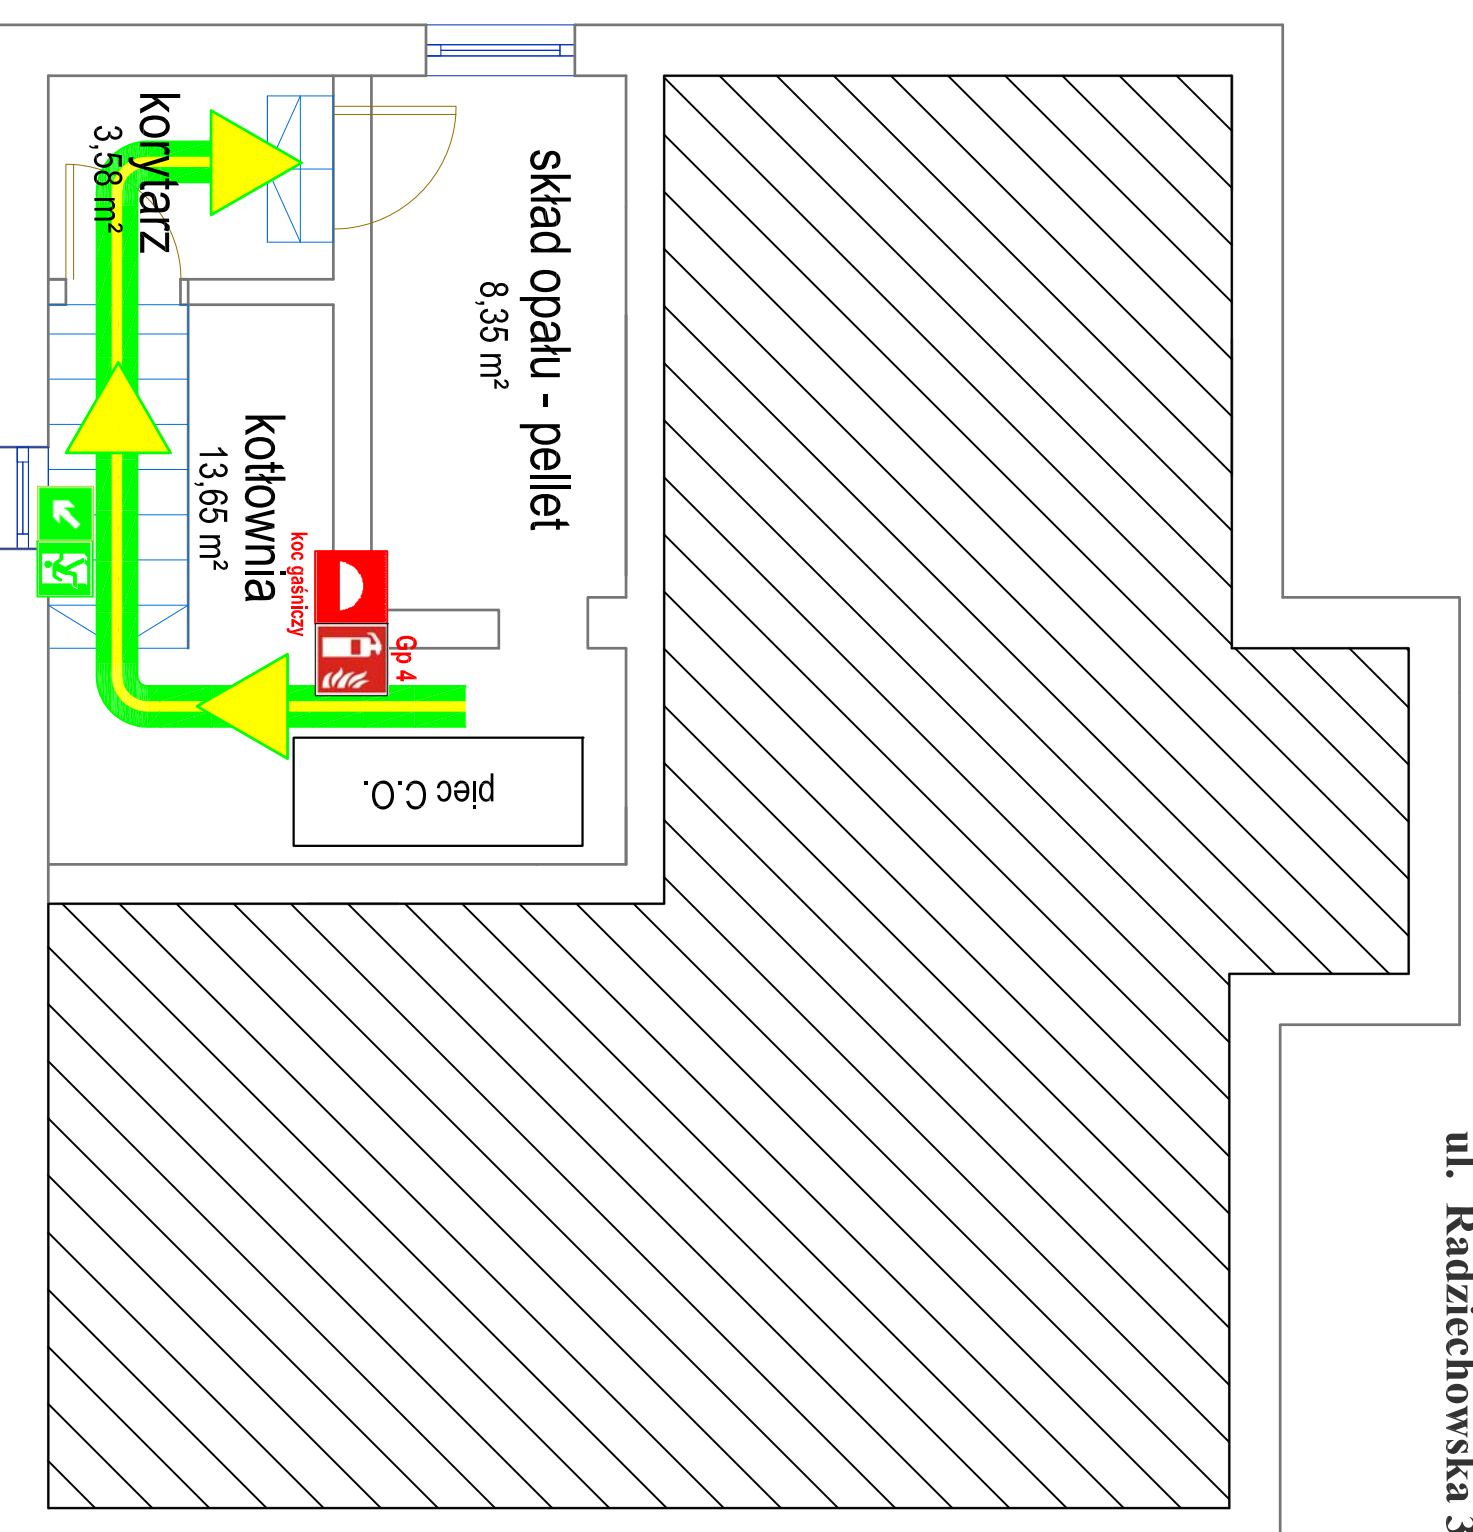 ul. Radziechowska 3
skład opału - pellet
8,35 m²
korytarz
3,58 m²
kotłownia
13,65 m²
koc gaśniczy
Gp 4
piec C.O.